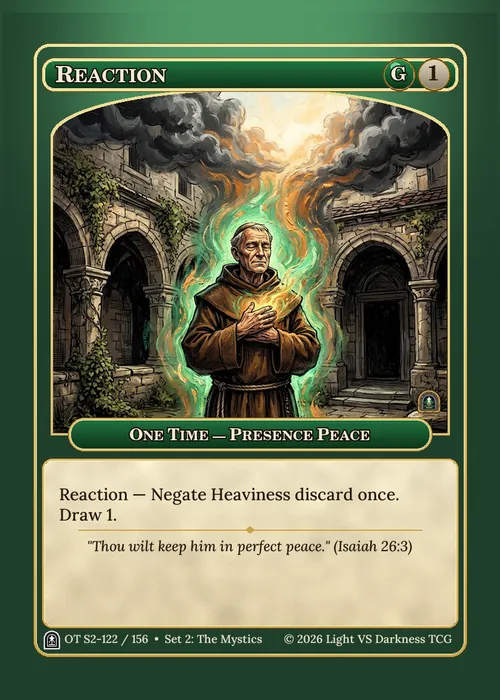 REACTION
G 1
ONE TIME — PRESENCE PEACE
Reaction — Negate Heaviness discard once.
Draw 1.
"Thou wilt keep him in perfect peace." (Isaiah 26:3)
OT S2-122 / 156 • Set 2: The Mystics © 2026 Light VS Darkness TCG